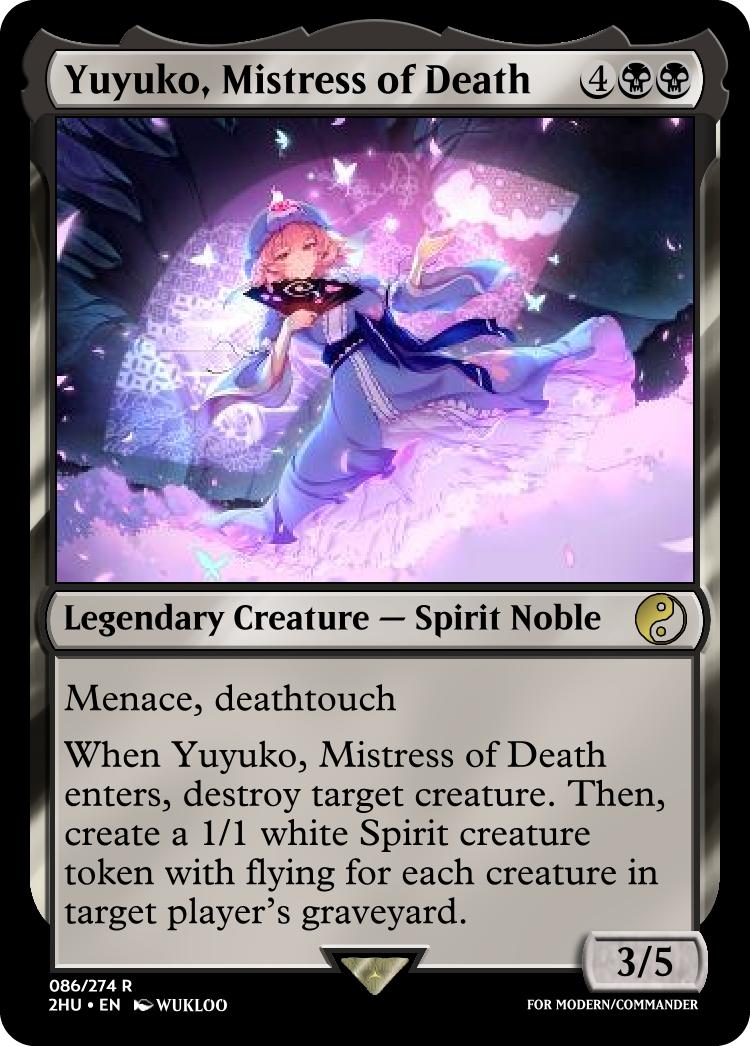 Yuyuko, Mistress of Death 4
Legendary Creature — Spirit Noble
Menace, deathtouch
When Yuyuko, Mistress of Death
enters, destroy target creature. Then,
create a 1/1 white Spirit creature
token with flying for each creature in
target player's graveyard.
3/5
086/274 R
2HU • EN WUKLOO
FOR MODERN/COMMANDER